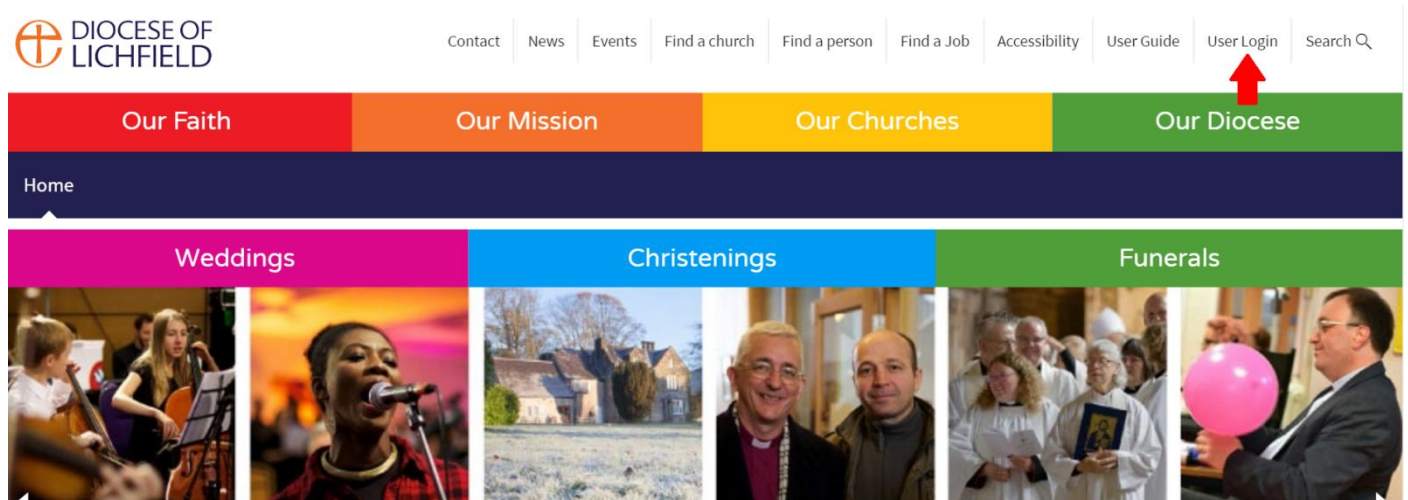 DIOCESE OF
LICHFIELD
Contact News Events Find a church Find a person Find a Job Accessibility User Guide User Login Search
Our Faith Our Mission Our Churches Our Diocese
Home
Weddings Christenings Funerals